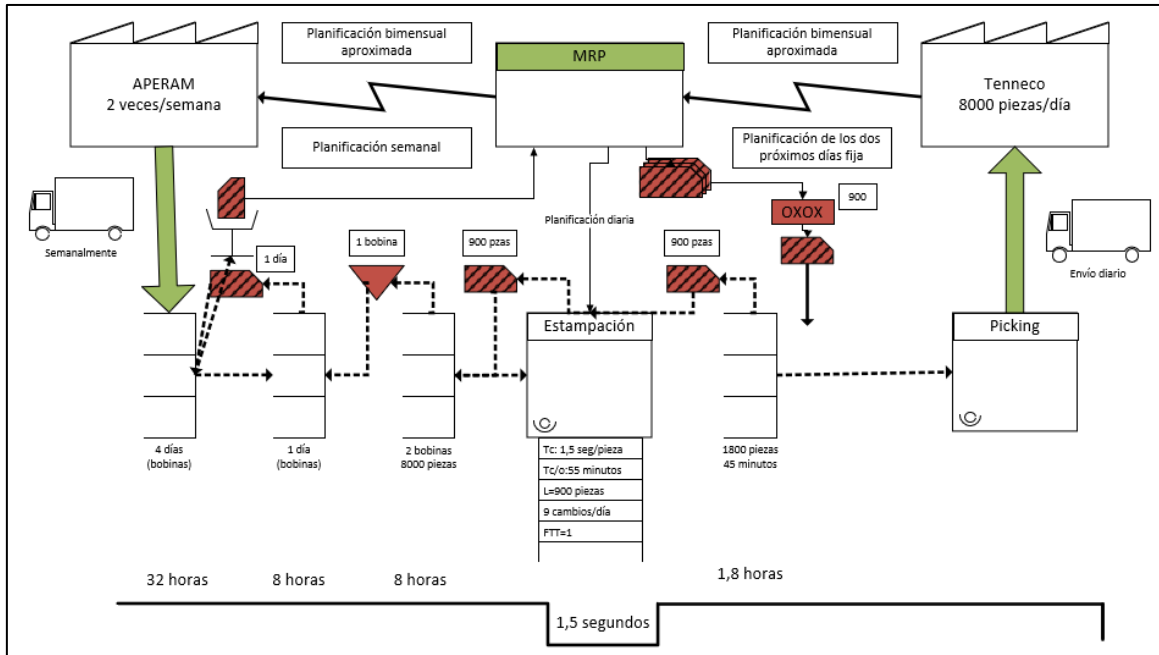 Planificación bimensual
aproximada
MRP
Planificación bimensual
aproximada
APERAM
2 veces/semana
Tenneco
8000 piezas/día
Planificación semanal
Planificación de los dos
próximos días fija
Semanalmente
Planificación diaria
OXOX
900
Envío diario
1 día
1 bobina
900 pzas
900 pzas
Estampación
Picking
4 días
(bobinas)
1 día
(bobinas)
2 bobinas
8000 piezas
Tc: 1,5 seg/pieza
Tc/o:55 minutos
L=900 piezas
9 cambios/día
FTT=1
1800 piezas
45 minutos
32 horas
8 horas
8 horas
1,8 horas
1,5 segundos